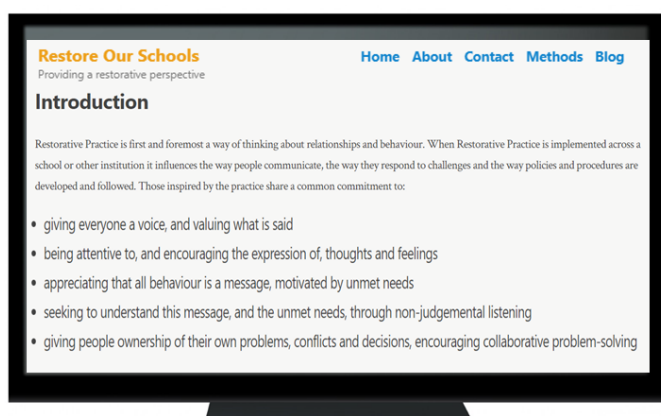 Restore Our Schools
Home About Contact Methods Blog
Providing a restorative perspective
Introduction
Restorative Practice is first and foremost a way of thinking about relationships and behaviour. When Restorative Practice is implemented across a
school or other institution it influences the way people communicate, the way they respond to challenges and the way policies and procedures are
developed and followed. Those inspired by the practice share a common commitment to:
• giving everyone a voice, and valuing what is said
• being attentive to, and encouraging the expression of, thoughts and feelings
• appreciating that all behaviour is a message, motivated by unmet needs
• seeking to understand this message, and the unmet needs, through non-judgemental listening
• giving people ownership of their own problems, conflicts and decisions, encouraging collaborative problem-solving